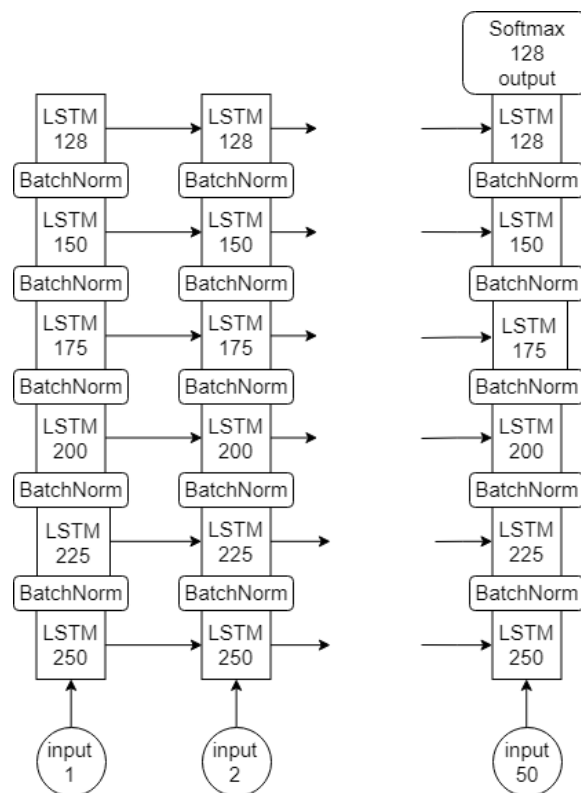 Softmax
128
output
LSTM
128
LSTM
128
LSTM
128
BatchNorm
BatchNorm
BatchNorm
LSTM
150
LSTM
150
LSTM
150
BatchNorm
BatchNorm
BatchNorm
LSTM
175
LSTM
175
LSTM
175
BatchNorm
BatchNorm
BatchNorm
LSTM
200
LSTM
200
LSTM
200
BatchNorm
BatchNorm
BatchNorm
LSTM
225
LSTM
225
LSTM
225
BatchNorm
BatchNorm
BatchNorm
LSTM
250
LSTM
250
LSTM
250
input
1
input
2
input
50